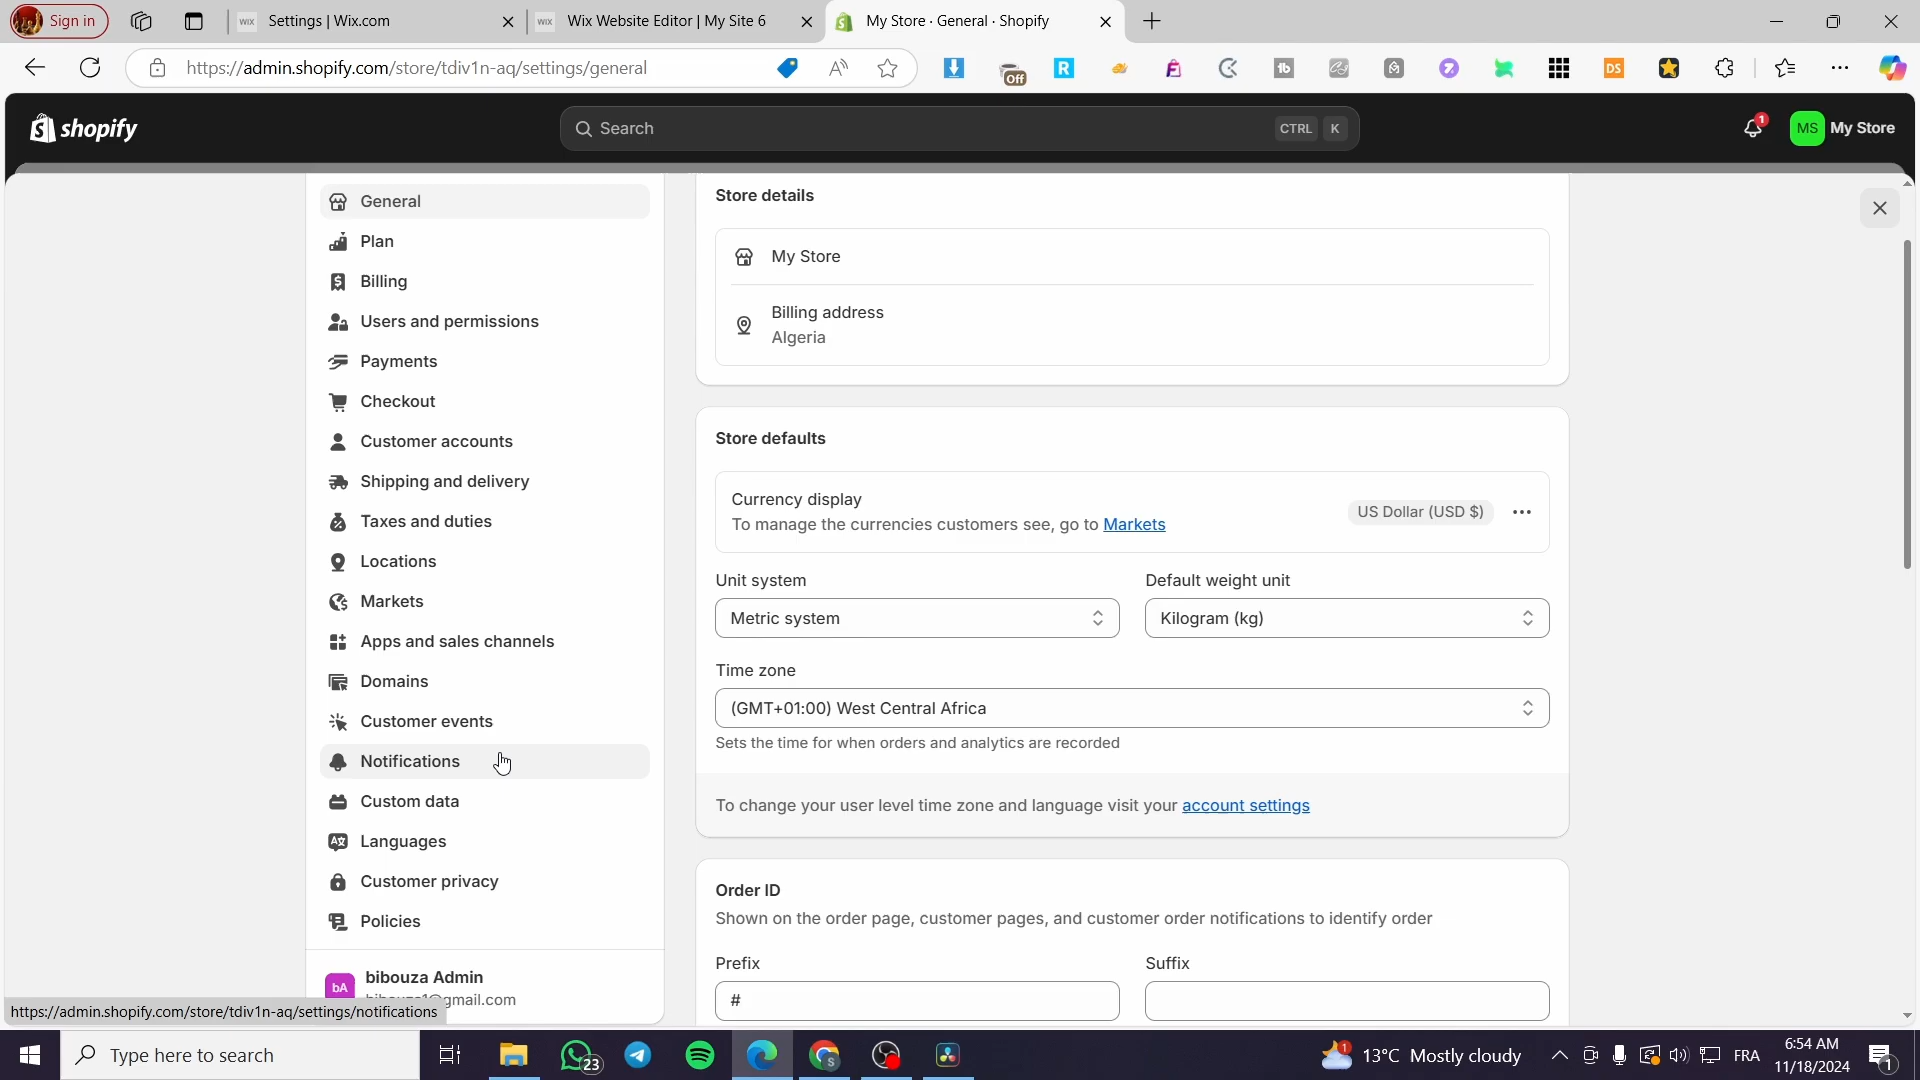 Sign in
Settings | Wix.com
Wix Website Editor | My Site 6
My Store · General · Shopify
https://admin.shopify.com/store/tdiv1n-aq/settings/general
Off
shopify
Search
CTRL K
1
MS My Store
General
Plan
Billing
Users and permissions
Payments
Checkout
Customer accounts
Shipping and delivery
Taxes and duties
Locations
Markets
Apps and sales channels
Domains
Customer events
Notifications
Custom data
Languages
Customer privacy
Policies
bA
bibouza Admin
gmail.com
https://admin.shopify.com/store/tdiv1n-aq/settings/notifications
Store details
My Store
Billing address
Algeria
Store defaults
Currency display
To manage the currencies customers see, go to Markets
US Dollar (USD $)
Unit system
Default weight unit
Metric system
Kilogram (kg)
Time zone
(GMT+01:00) West Central Africa
Sets the time for when orders and analytics are recorded
To change your user level time zone and language visit your account settings
Order ID
Shown on the order page, customer pages, and customer order notifications to identify order
Prefix
Suffix
#
Type here to search
23
1
13°C Mostly cloudy
FRA
6:54 AM
11/18/2024
1